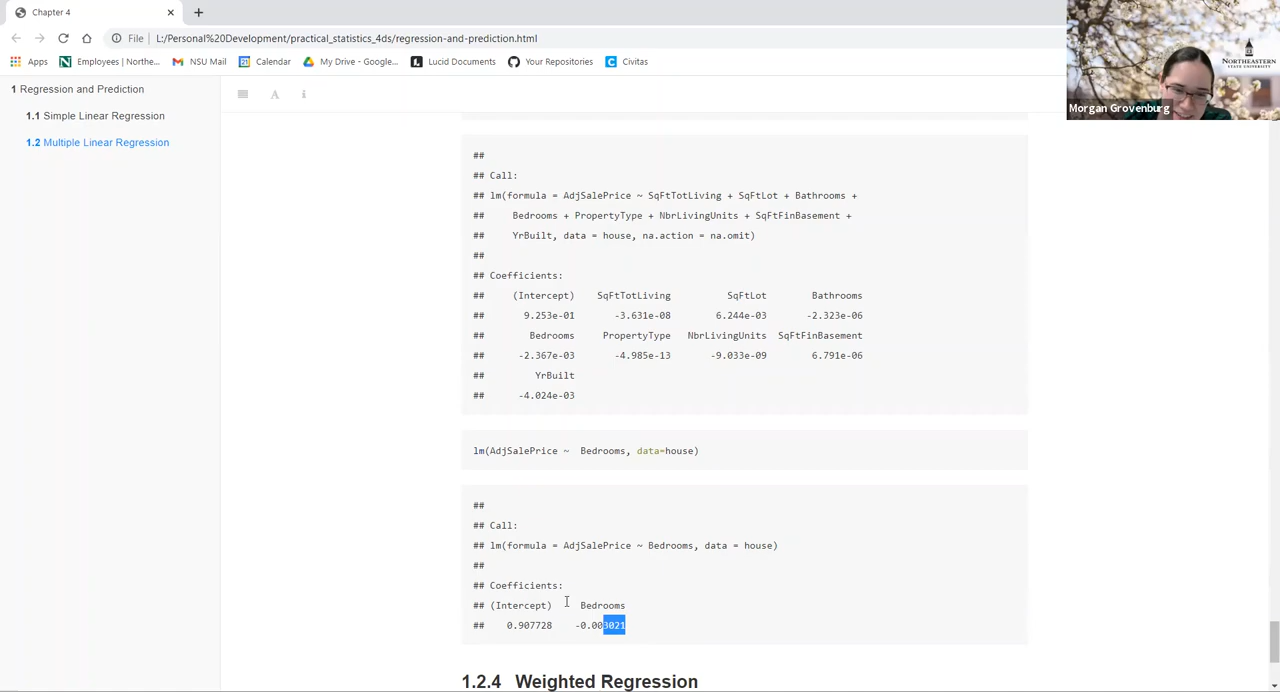 Chapter 4
File L:/Personal%20Development/practical_statistics_4ds/regression-and-prediction.html
Apps Employees | Northe... NSU Mail Calendar My Drive - Google... Lucid Documents Your Repositories Civitas
NORTHEASTERN
STATE UNIVERSITY
Morgan Grovenburg
1 Regression and Prediction
1.1 Simple Linear Regression
1.2 Multiple Linear Regression
##
## Call:
## lm(formula = AdjSalePrice ~ SqFtTotLiving + SqFtLot + Bathrooms +
## Bedrooms + PropertyType + NbrLivingUnits + SqFtFinBasement +
## YrBuilt, data = house, na.action = na.omit)
##
## Coefficients:
## (Intercept) SqFtTotLiving SqFtLot Bathrooms
## 9.253e-01 -3.631e-08 6.244e-03 -2.323e-06
## Bedrooms PropertyType NbrLivingUnits SqFtFinBasement
## -2.367e-03 -4.985e-13 -9.033e-09 6.791e-06
## YrBuilt
## -4.024e-03
lm(AdjSalePrice ~ Bedrooms, data=house)
##
## Call:
## lm(formula = AdjSalePrice ~ Bedrooms, data = house)
##
## Coefficients:
## (Intercept) Bedrooms
## 0.907728 -0.003021
1.2.4 Weighted Regression